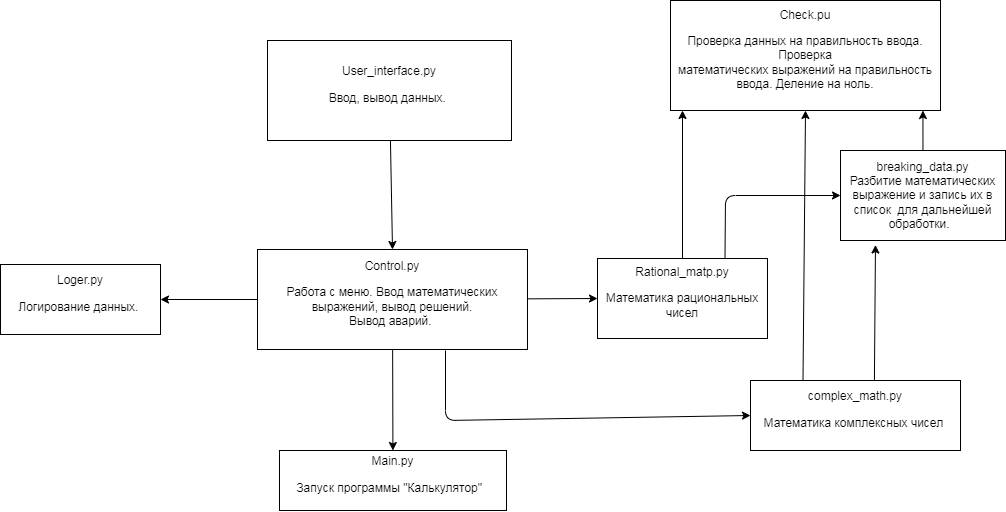 Check.pu
Проверка данных на правильность ввода.
Проверка
математических выражений на правильность
ввода. Деление на ноль.
User_interface.py
Ввод, вывод данных.
breaking_data.py
Разбитие математических
выражение и запись их в
список для дальнейшей
обработки.
Control.py
Работа с меню. Ввод математических
выражений, вывод решений.
Вывод аварий.
Loger.py
Логирование данных.
Rational_matp.py
Математика рациональных
чисел
complex_math.py
Математика комплексных чисел
Main.py
Запуск программы "Калькулятор"